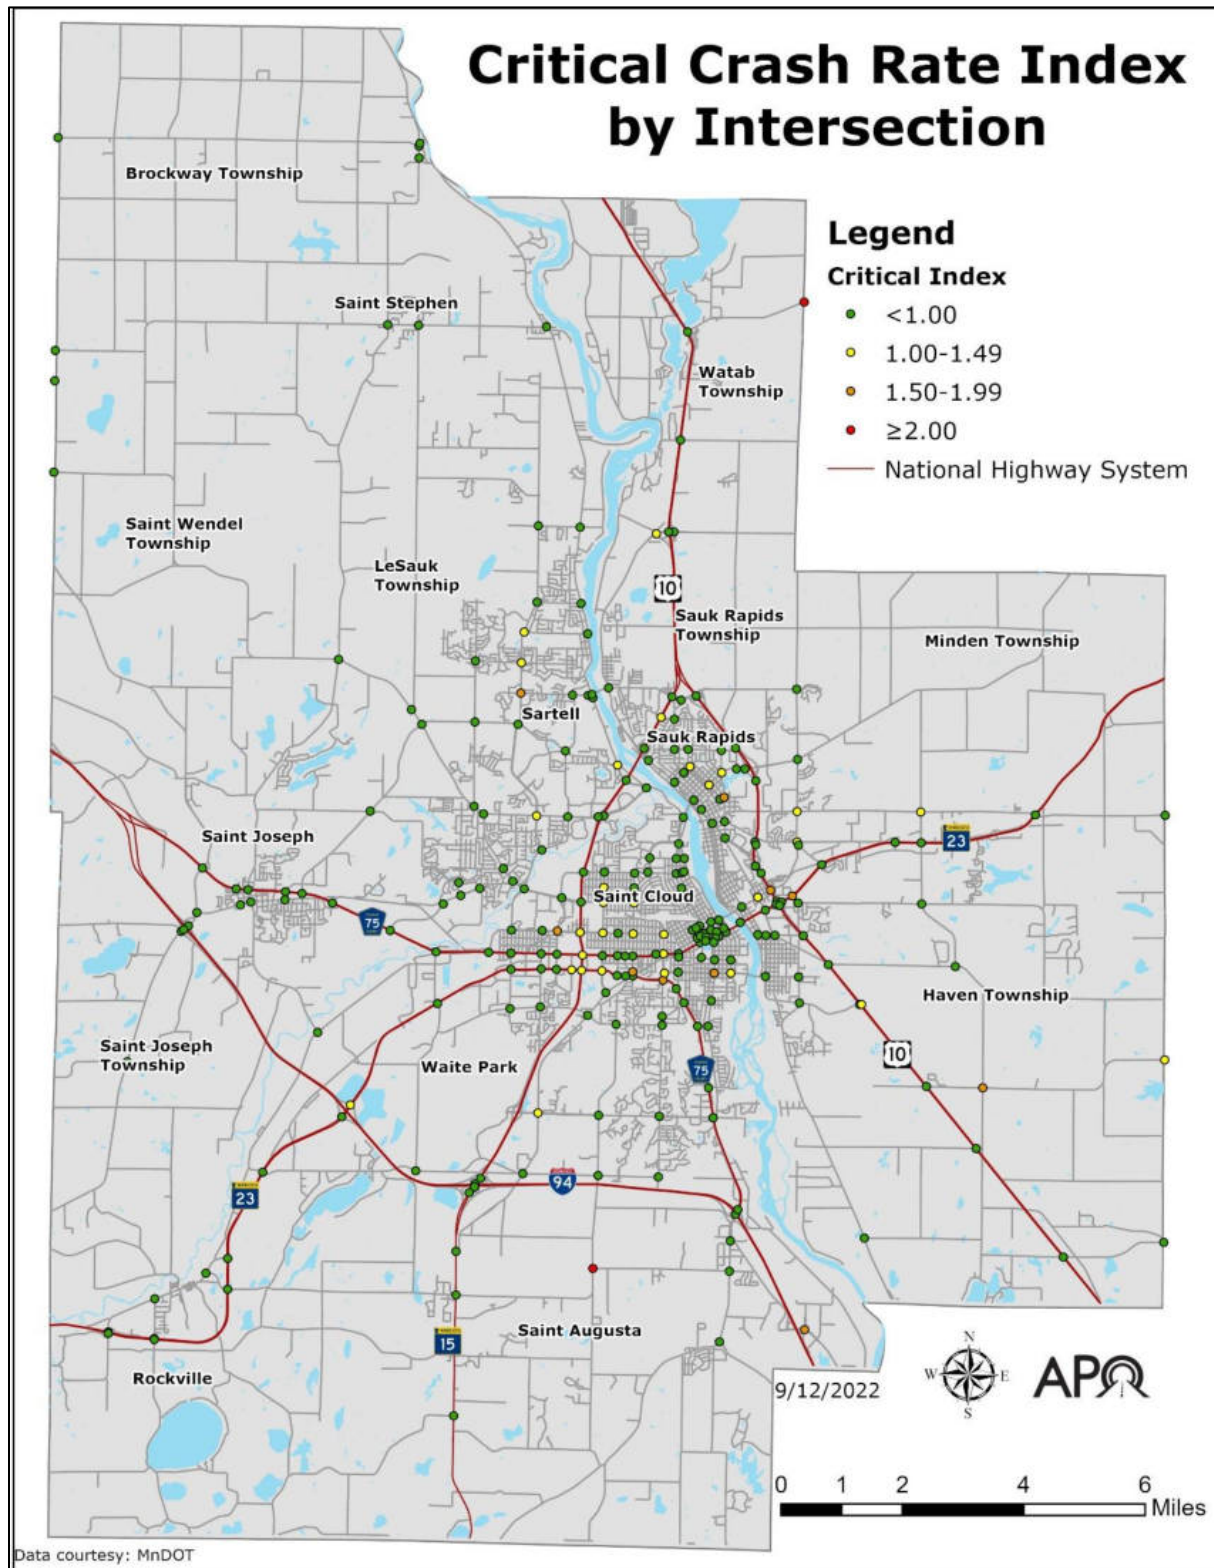 Critical Crash Rate Index
by Intersection
Brockway Township
Legend
Critical Index
<1.00
1.00-1.49
1.50-1.99
≥2.00
National Highway System
Saint Stephen
Watab
Township
Saint Wendel
Township
LeSauk
Township
10
Sauk Rapids
Township
Minden Township
Sartell
Sauk Rapids
Saint Joseph
23
Saint Cloud
75
Haven Township
Saint Joseph
Township
Waite Park
75
10
23
94
15
Saint Augusta
Rockville
N
W
E
S
APO
9/12/2022
0 1 2 4 6
Miles
Data courtesy: MnDOT